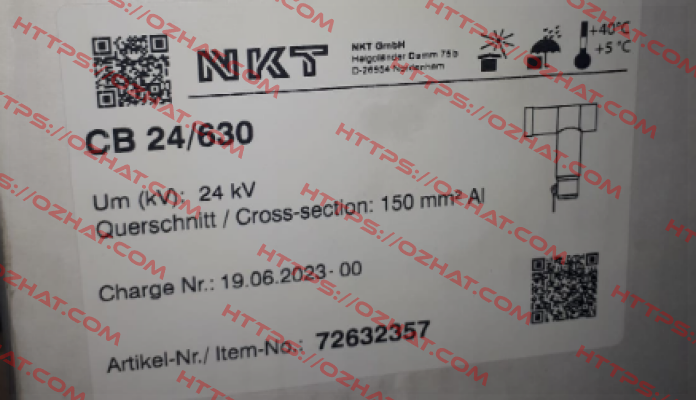 NKT
NKT GmbH
Helgoländer Damm 75b
D-26954 Nordenham
+40°C
+5 °C
CB 24/630
Um (kV): 24 kV
Querschnitt / Cross-section: 150 mm² Al
Charge Nr.: 19.06.2023-00
Artikel-Nr./ Item-No.: 72632357
HTTPS://OZHAT.COM